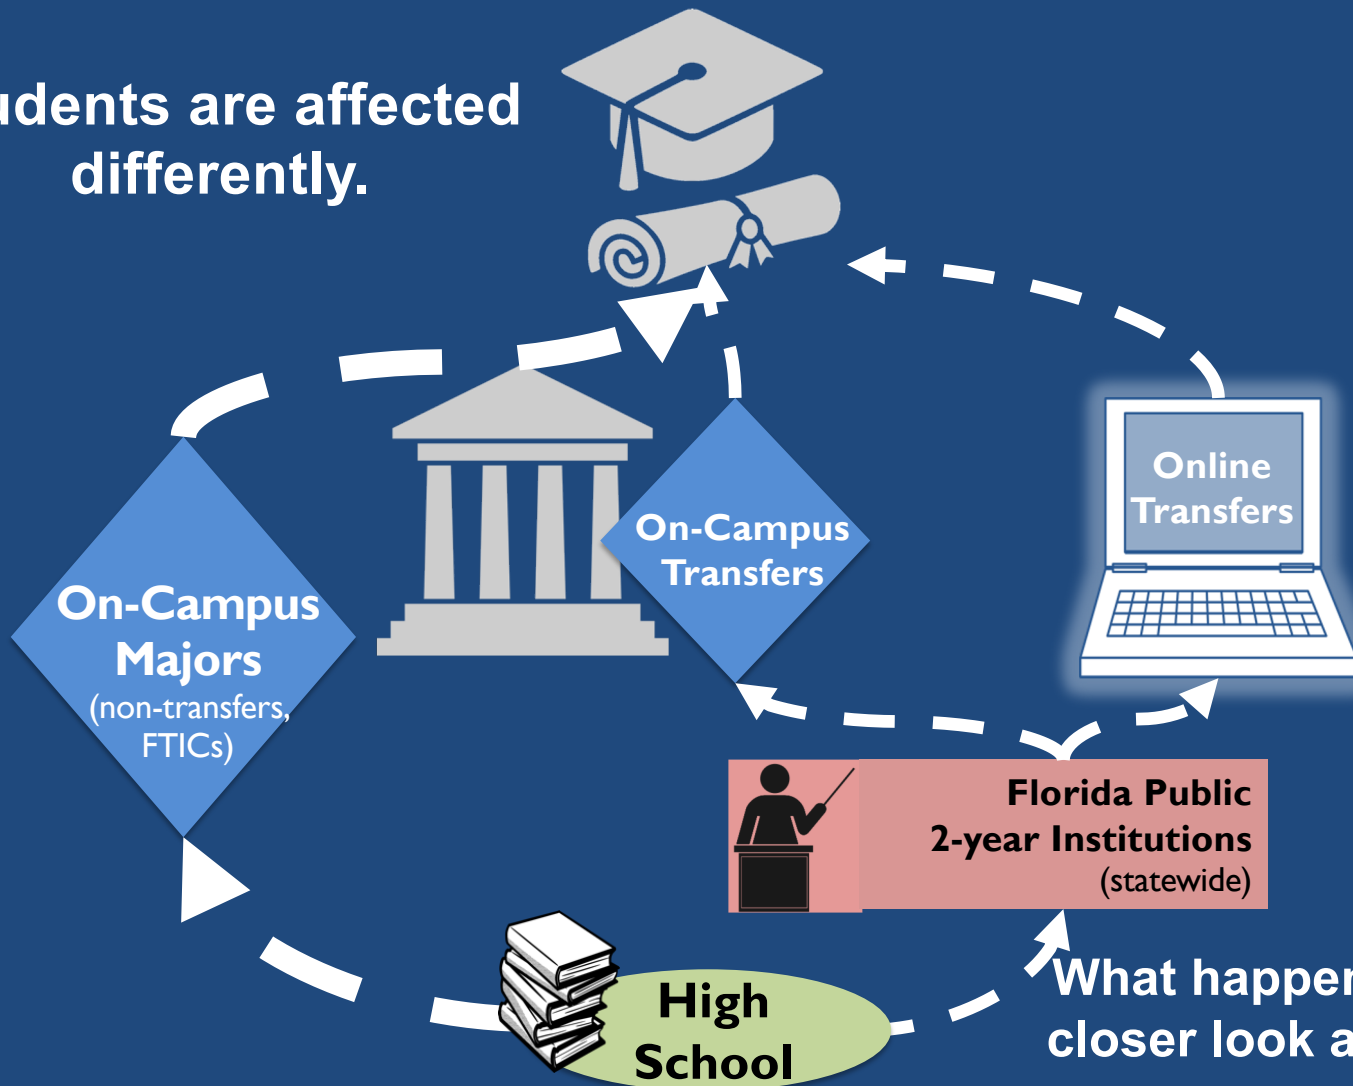 udents are affected
differently.
Online
Transfers
On-Campus
Transfers
On-Campus
Majors
(non-transfers,
FTICs)
Florida Public
2-year Institutions
(statewide)
What happen
closer look a
High
School